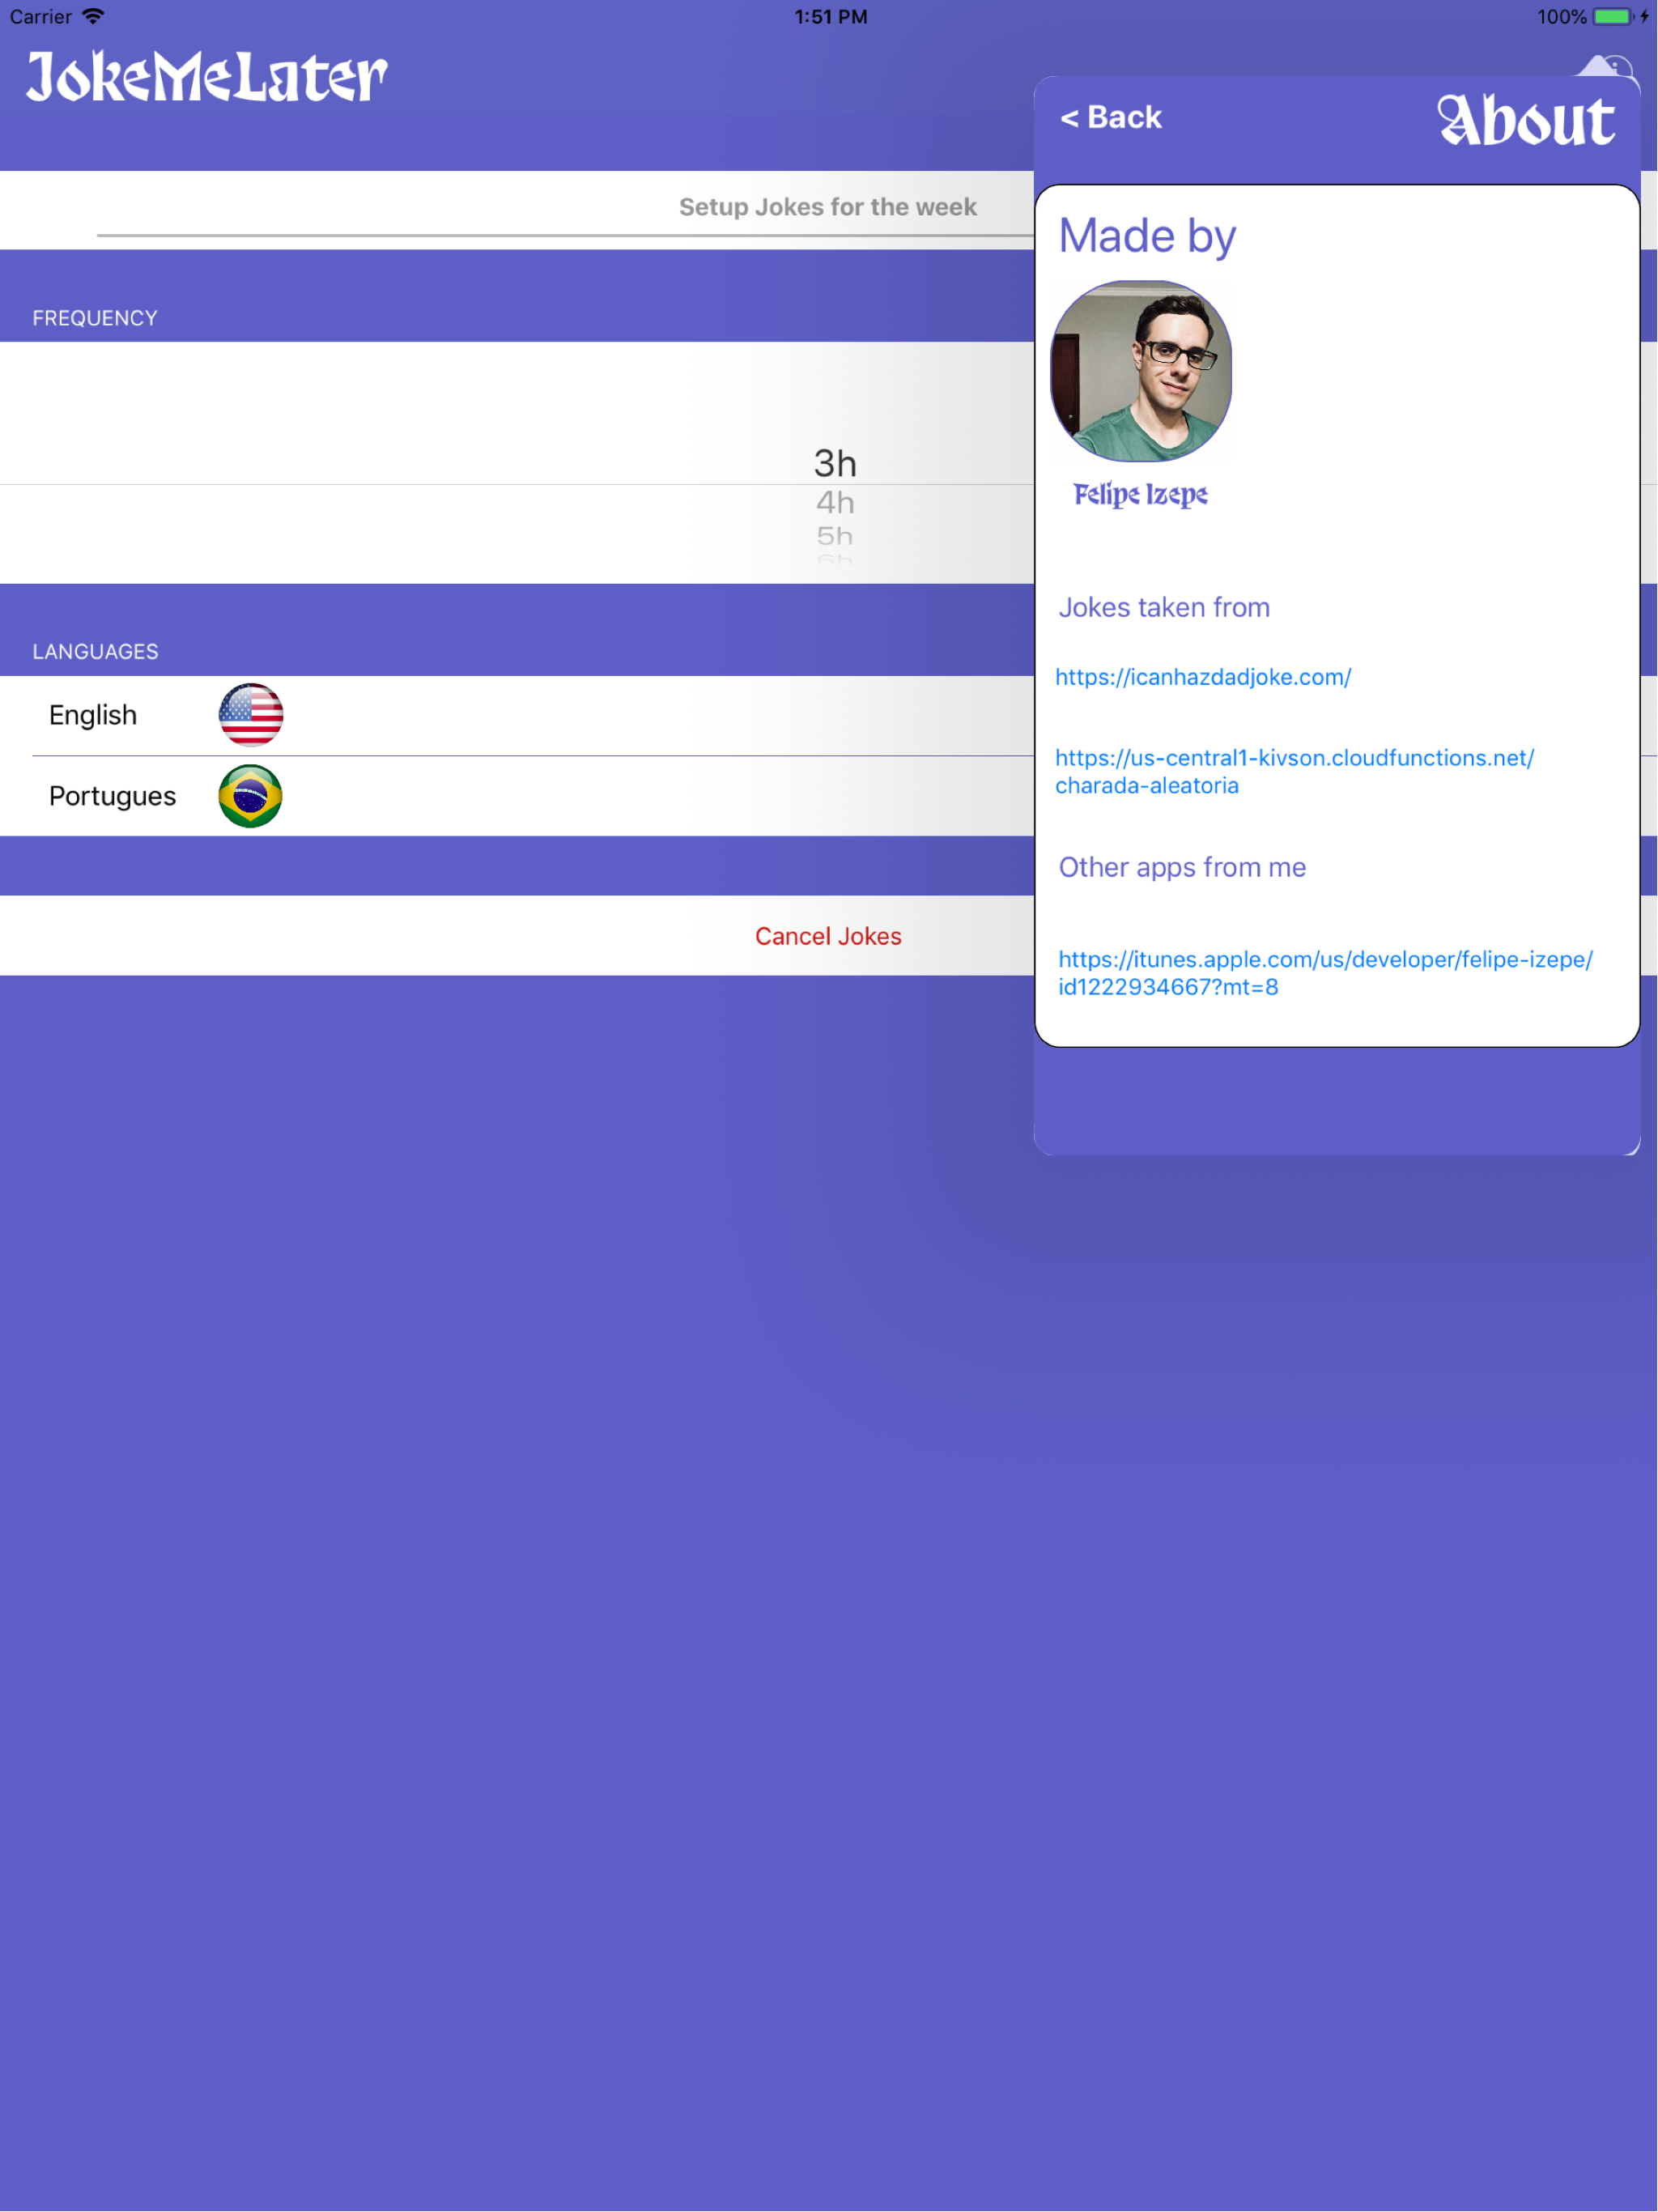 Carrier
1:51 PM
100%
JokeMeLater
Setup Jokes for the week
FREQUENCY
3h
4h
5h
6h
LANGUAGES
English
Portugues
Cancel Jokes
< Back
About
Made by
Felipe Izepe
Jokes taken from
https://icanhazdadjoke.com/
https://us-central1-kivson.cloudfunctions.net/
charada-aleatoria
Other apps from me
https://itunes.apple.com/us/developer/felipe-izepe/
id1222934667?mt=8